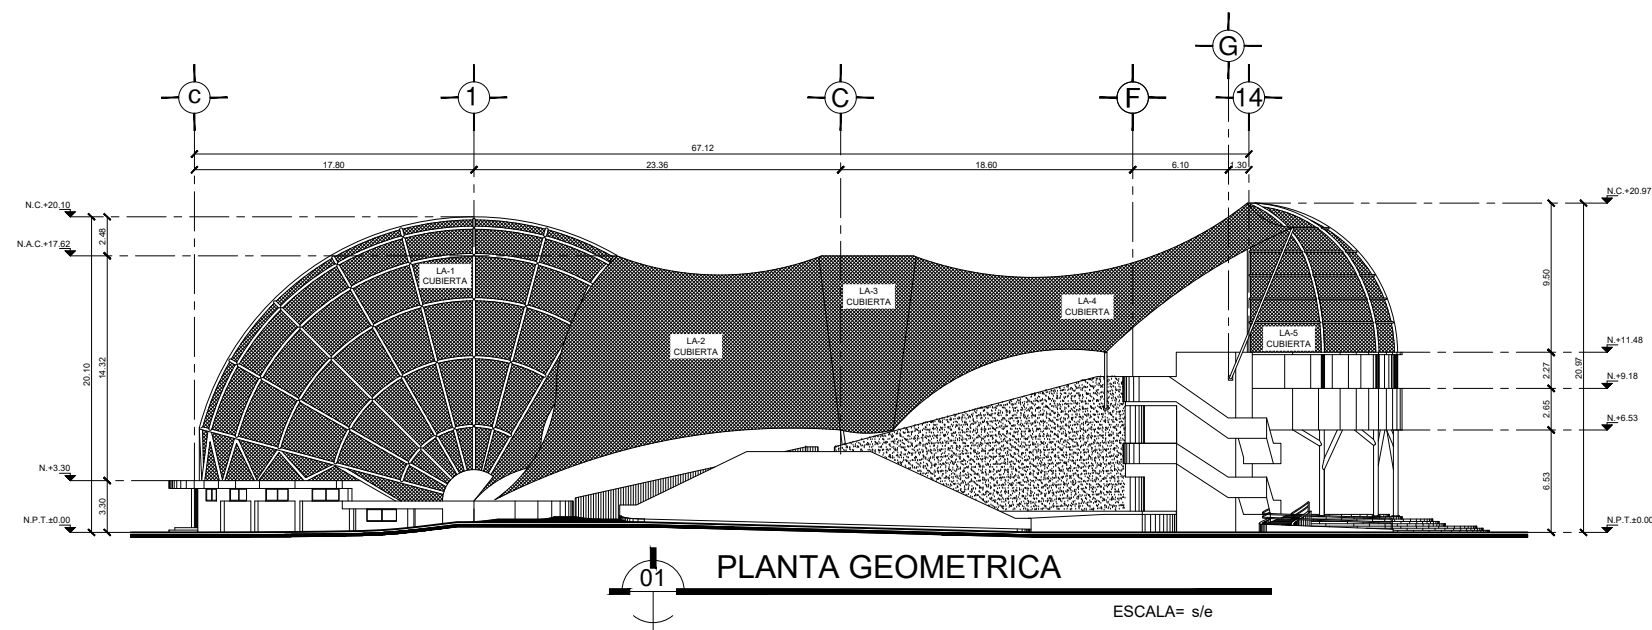 G
c
1
C
F
14
67.12
17.80
23.36
18.60
6.10
1.30
N.C.+20.10
N.A.C.+17.62
N.+3.30
N.P.T.±0.00
20.10
2.48
14.32
3.30
LA-1
CUBIERTA
LA-2
CUBIERTA
LA-3
CUBIERTA
LA-4
CUBIERTA
LA-5
CUBIERTA
9.50
2.27
2.65
6.53
20.97
N.C.+20.97
N.+11.48
N.+9.18
N.+6.53
N.P.T.±0.00
01
PLANTA GEOMETRICA
ESCALA= s/e